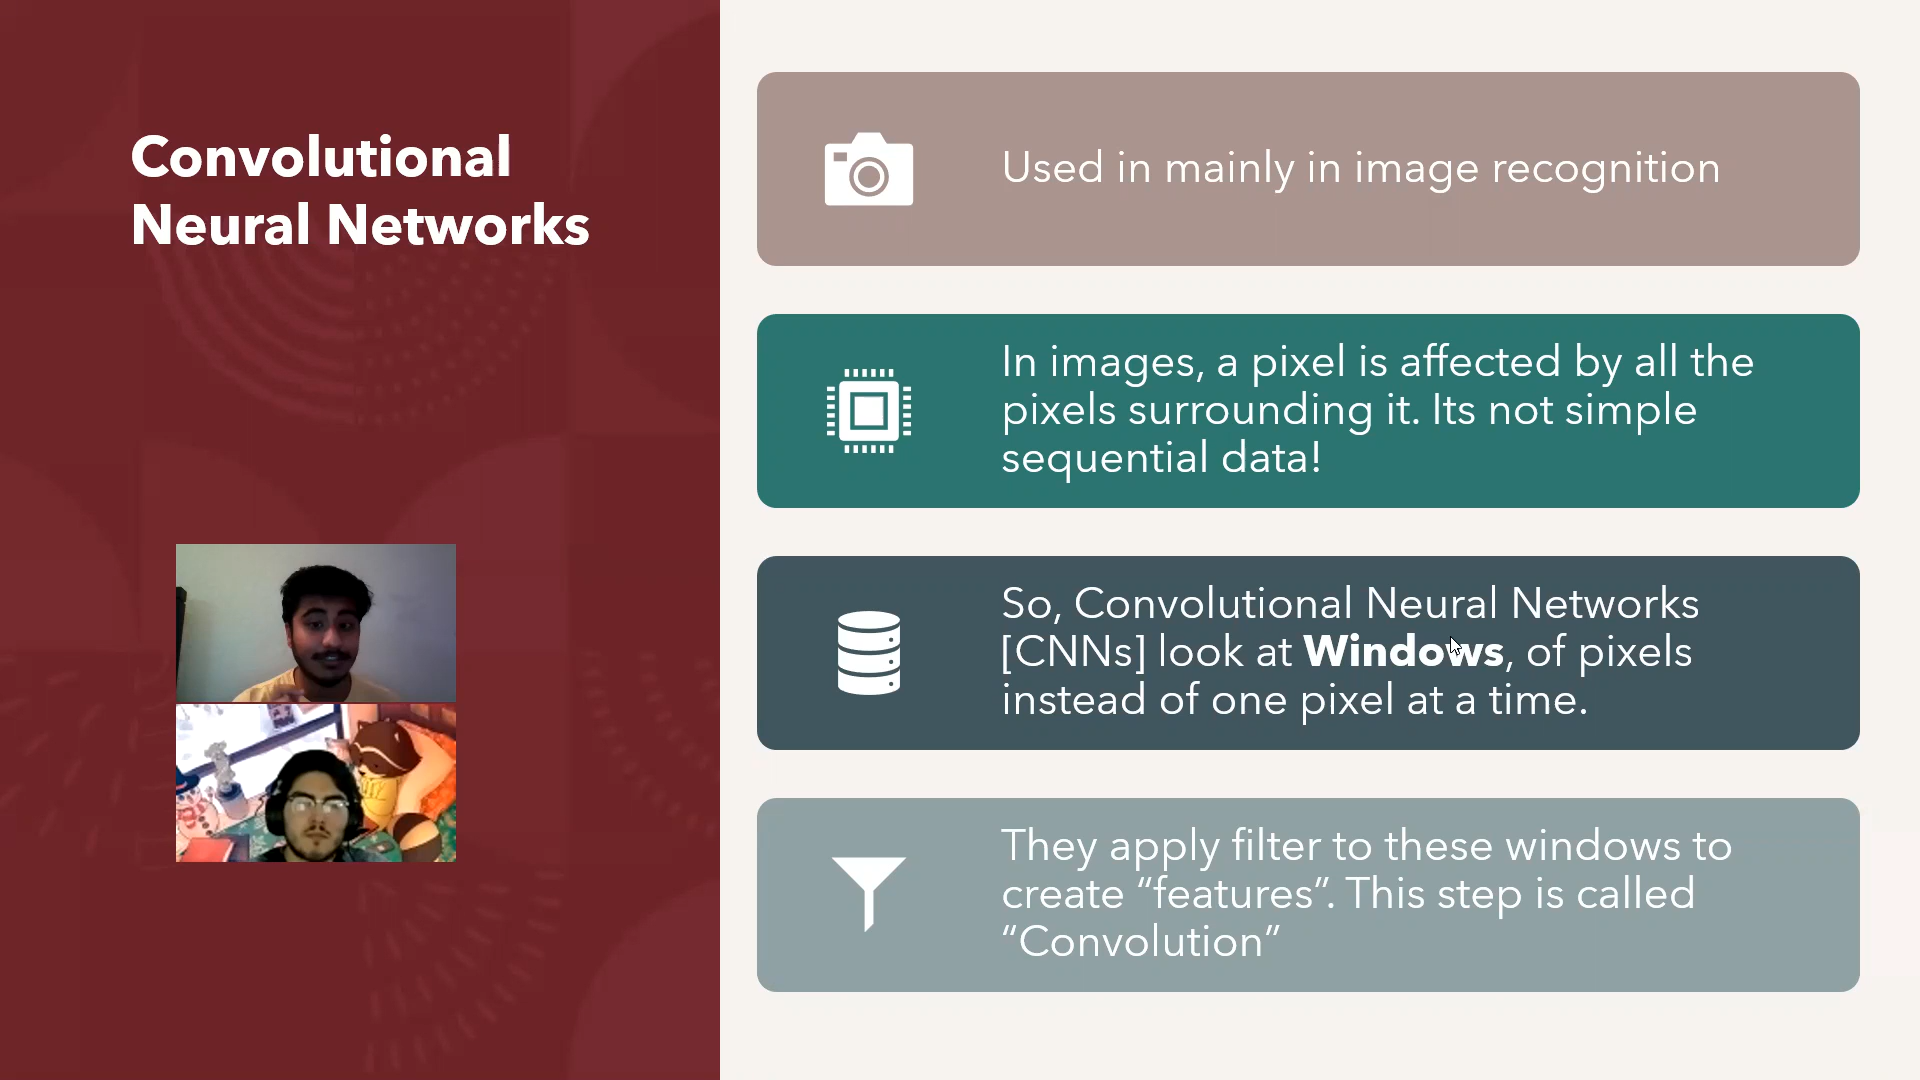 Convolutional
Neural Networks
Used in mainly in image recognition
In images, a pixel is affected by all the
pixels surrounding it. Its not simple
sequential data!
So, Convolutional Neural Networks
[CNNs] look at Windows, of pixels
instead of one pixel at a time.
They apply filter to these windows to
create “features”. This step is called
“Convolution”